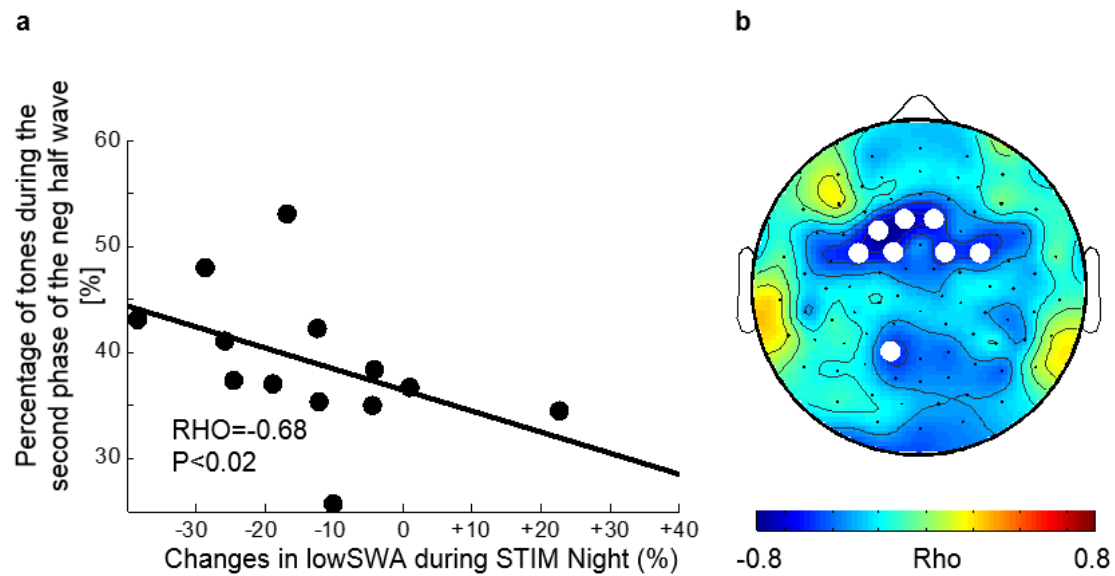 a
b
Percentage of tones during the
second phase of the neg half wave
[%]
60
50
40
30
RHO=-0.68
P<0.02
-30
-20
-10
0
+10
+20
+30
+40
Changes in lowSWA during STIM Night (%)
-0.8
Rho
0.8